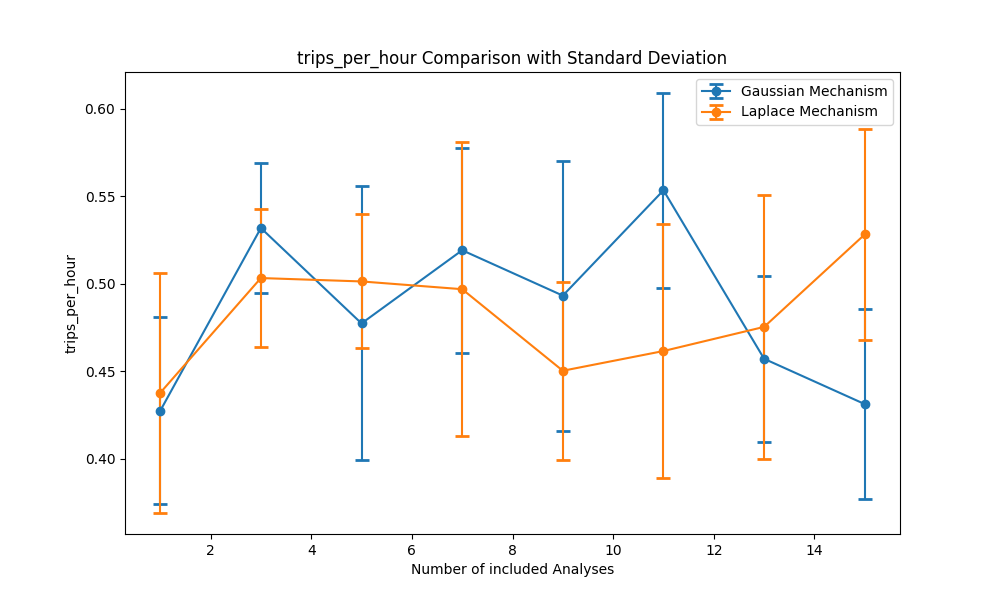 trips_per_hour Comparison with Standard Deviation
Gaussian Mechanism
Laplace Mechanism
0.60
0.55
0.50
0.45
0.40
trips_per_hour
2 4 6 8 10 12 14
Number of included Analyses